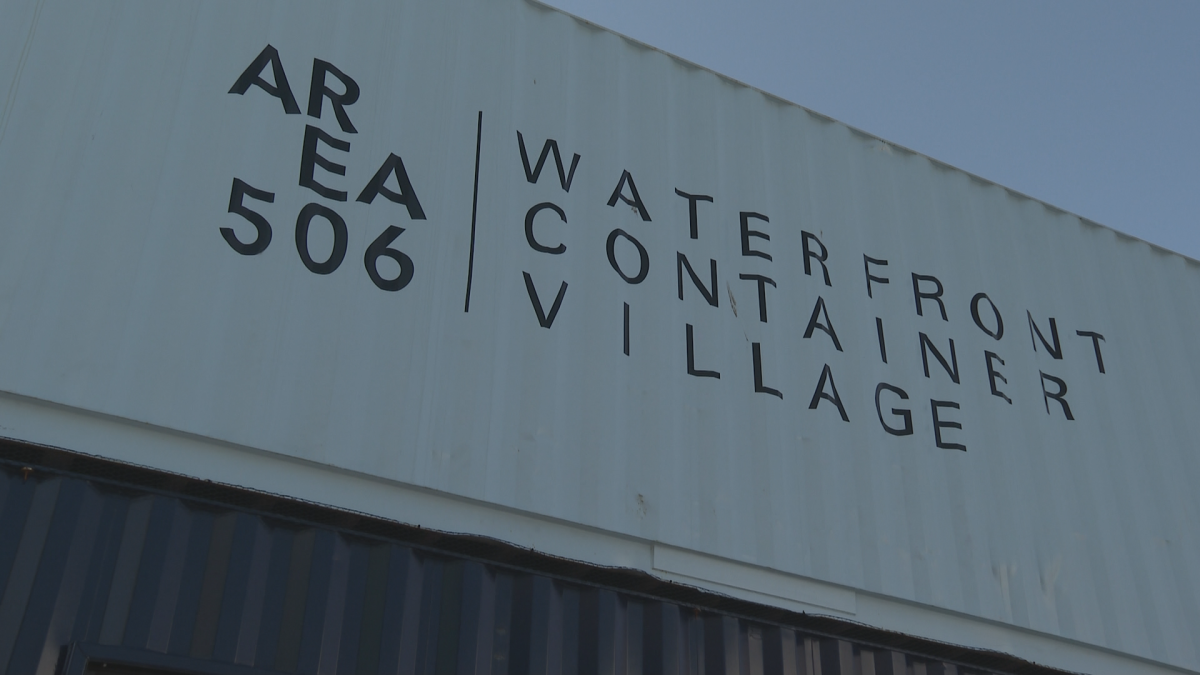 AR
EA
506
WATERFRONT
CONTAINER
VILLAGE